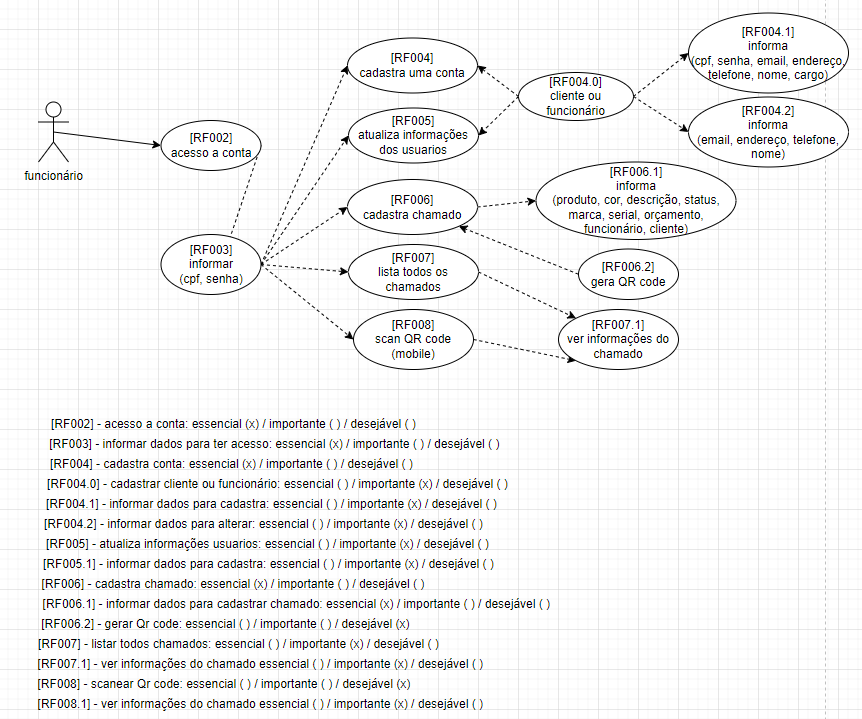 [RF004.1]
informa
(cpf, senha, email, endereço,
telefone, nome, cargo)
[RF004]
cadastra uma conta
[RF004.0]
cliente ou
funcionário
[RF005]
atualiza informações
dos usuarios
[RF004.2]
informa
(email, endereço, telefone,
nome)
[RF002]
acesso a conta
funcionário
[RF006.1]
informa
(produto, cor, descrição, status,
marca, serial, orçamento,
funcionário, cliente)
[RF006]
cadastra chamado
[RF003]
informar
(cpf, senha)
[RF007]
lista todos os
chamados
[RF006.2]
gera QR code
[RF008]
scan QR code
(mobile)
[RF007.1]
ver informações do
chamado
[RF002] - acesso a conta: essencial (x) / importante ( ) / desejável ( )
[RF003] - informar dados para ter acesso: essencial (x) / importante ( ) / desejável ( )
[RF004] - cadastra conta: essencial (x) / importante ( ) / desejável ( )
[RF004.0] - cadastrar cliente ou funcionário: essencial ( ) / importante (x) / desejável ( )
[RF004.1] - informar dados para cadastra: essencial ( ) / importante (x) / desejável ( )
[RF004.2] - informar dados para alterar: essencial ( ) / importante (x) / desejável ( )
[RF005] - atualiza informações usuarios: essencial ( ) / importante (x) / desejável ( )
[RF005.1] - informar dados para cadastra: essencial ( ) / importante (x) / desejável ( )
[RF006] - cadastra chamado: essencial (x) / importante ( ) / desejável ( )
[RF006.1] - informar dados para cadastrar chamado: essencial (x) / importante ( ) / desejável ( )
[RF006.2] - gerar Qr code: essencial ( ) / importante ( ) / desejável (x)
[RF007] - listar todos chamados: essencial ( ) / importante (x) / desejável ( )
[RF007.1] - ver informações do chamado essencial ( ) / importante (x) / desejável ( )
[RF008] - scanear Qr code: essencial ( ) / importante ( ) / desejável (x)
[RF008.1] - ver informações do chamado essencial ( ) / importante (x) / desejável ( )